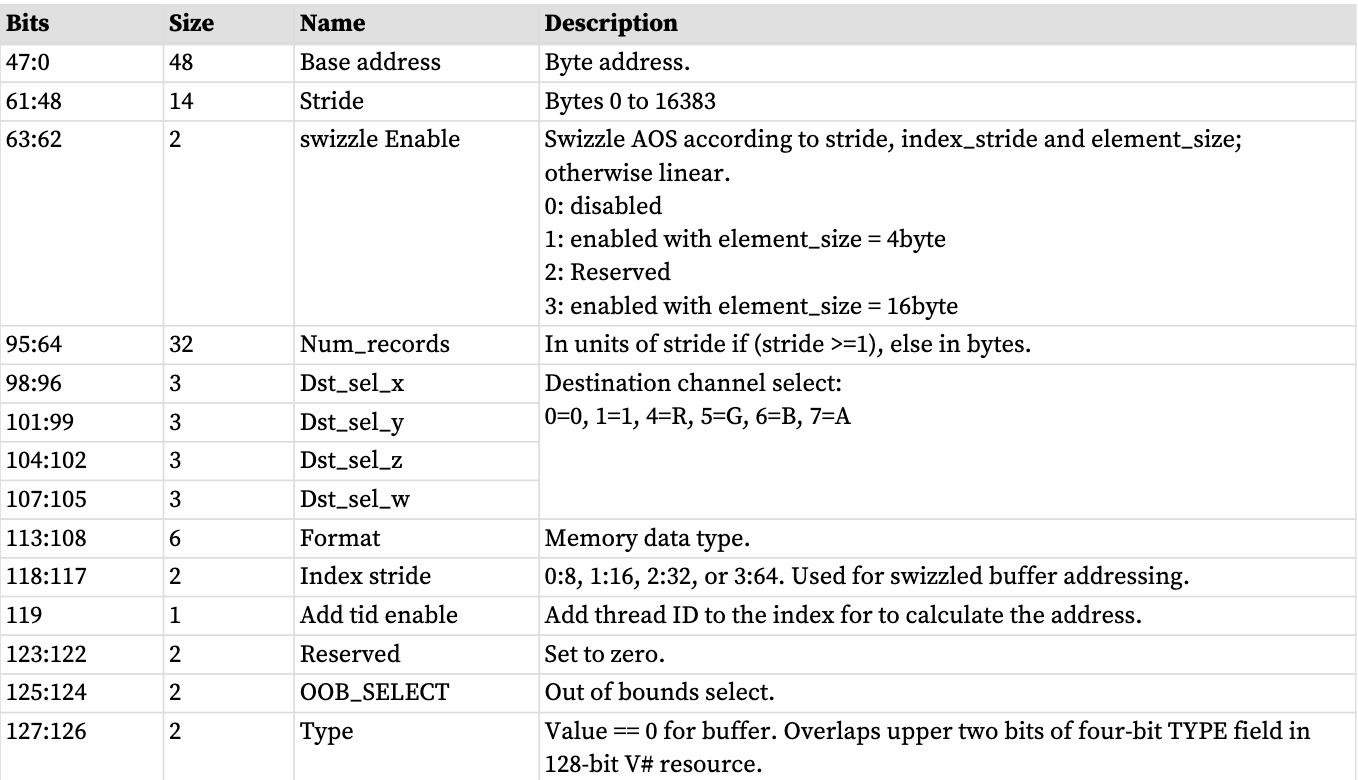 Bits Size Name Description
47:0 48 Base address Byte address.
61:48 14 Stride Bytes 0 to 16383
63:62 2 swizzle Enable Swizzle AOS according to stride, index_stride and element_size;
otherwise linear.
0: disabled
1: enabled with element_size = 4byte
2: Reserved
3: enabled with element_size = 16byte
95:64 32 Num_records In units of stride if (stride >=1), else in bytes.
98:96 3 Dst_sel_x Destination channel select:
101:99 3 Dst_sel_y 0=0, 1=1, 4=R, 5=G, 6=B, 7=A
104:102 3 Dst_sel_z
107:105 3 Dst_sel_w
113:108 6 Format Memory data type.
118:117 2 Index stride 0:8, 1:16, 2:32, or 3:64. Used for swizzled buffer addressing.
119 1 Add tid enable Add thread ID to the index for to calculate the address.
123:122 2 Reserved Set to zero.
125:124 2 OOB_SELECT Out of bounds select.
127:126 2 Type Value == 0 for buffer. Overlaps upper two bits of four-bit TYPE field in
128-bit V# resource.